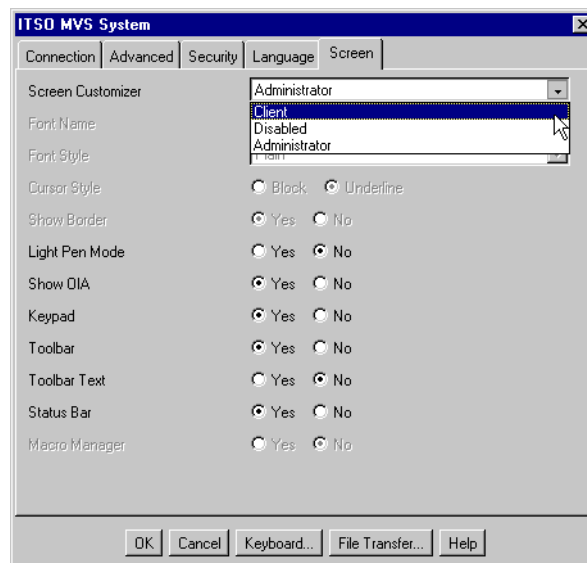 ITSO MVS System
Connection Advanced Security Language Screen
Screen Customizer Administrator
Client
Font Name Disabled
Administrator
Font Style Plain
Cursor Style Block Underline
Show Border Yes No
Light Pen Mode Yes No
Show OIA Yes No
Keypad Yes No
Toolbar Yes No
Toolbar Text Yes No
Status Bar Yes No
Macro Manager Yes No
OK Cancel Keyboard... File Transfer... Help